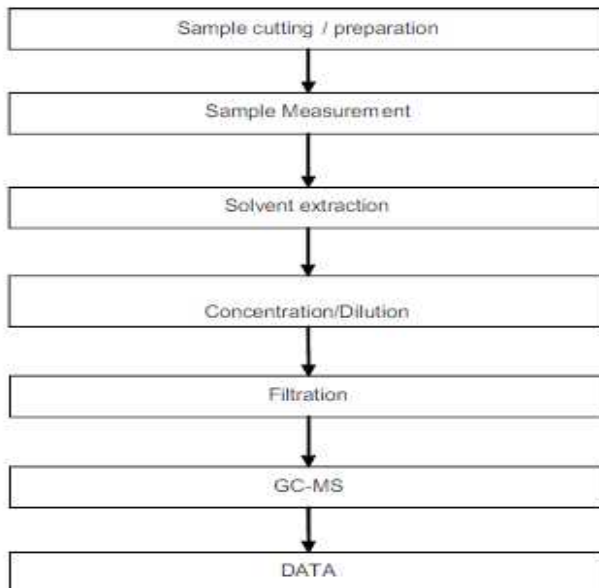 Sample cutting / preparation
Sample Measurement
Solvent extraction
Concentration/Dilution
Filtration
GC-MS
DATA